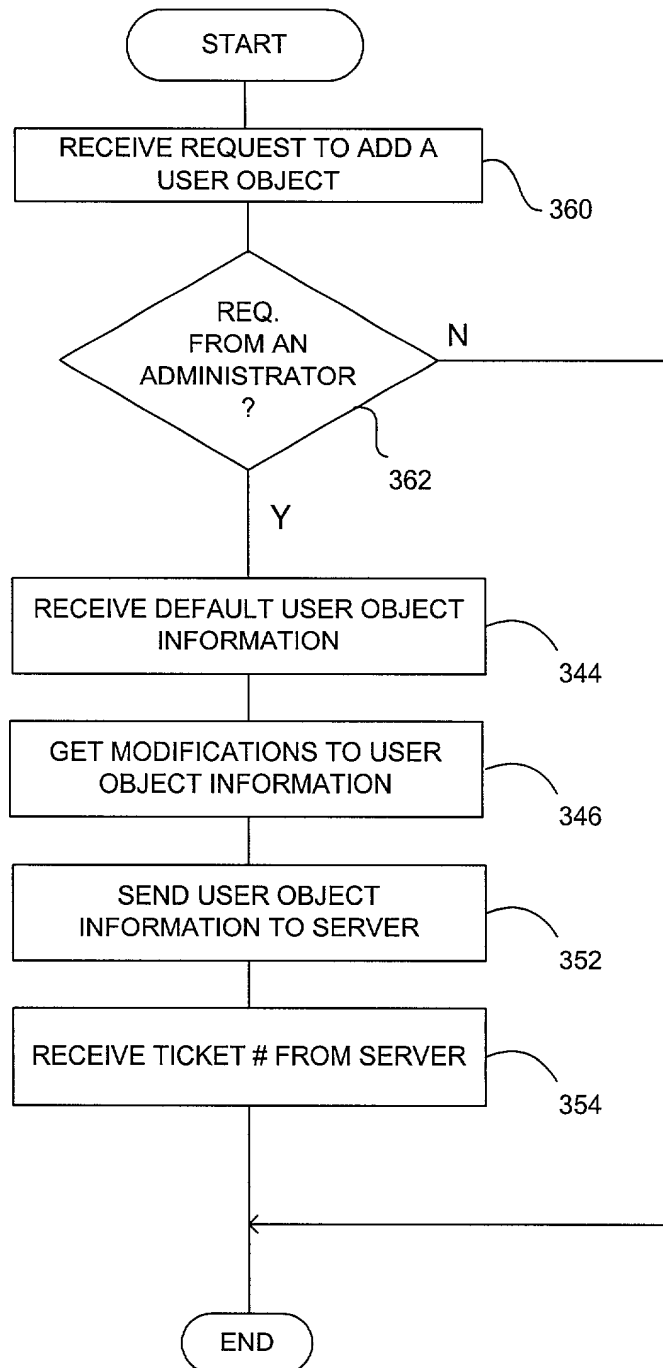 START
RECEIVE REQUEST TO ADD A
USER OBJECT
360
REQ.
FROM AN
ADMINISTRATOR
?
N
362
Y
RECEIVE DEFAULT USER OBJECT
INFORMATION
344
GET MODIFICATIONS TO USER
OBJECT INFORMATION
346
SEND USER OBJECT
INFORMATION TO SERVER
352
RECEIVE TICKET # FROM SERVER
354
END